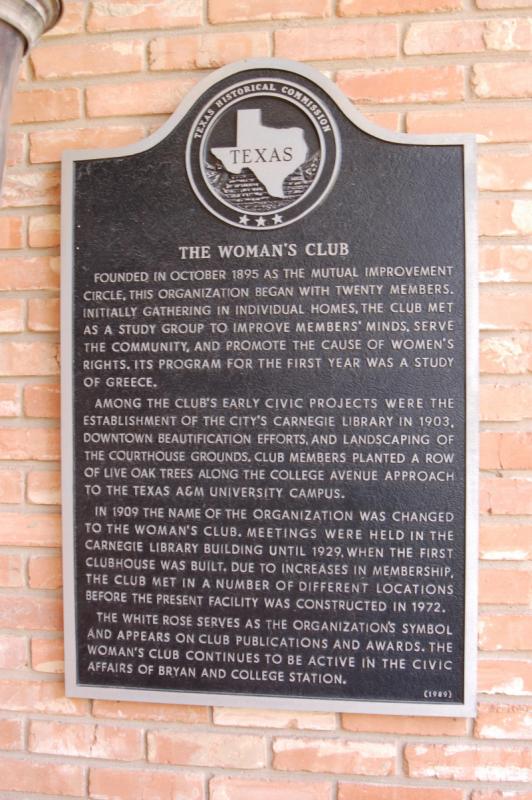 TEXAS HISTORICAL COMMISSION
TEXAS
THE WOMAN'S CLUB
FOUNDED IN OCTOBER 1895 AS THE MUTUAL IMPROVEMENT
CIRCLE, THIS ORGANIZATION BEGAN WITH TWENTY MEMBERS.
INITIALLY GATHERING IN INDIVIDUAL HOMES, THE CLUB MET
AS A STUDY GROUP TO IMPROVE MEMBERS' MINDS, SERVE
THE COMMUNITY, AND PROMOTE THE CAUSE OF WOMEN'S
RIGHTS. ITS PROGRAM FOR THE FIRST YEAR WAS A STUDY
OF GREECE.
AMONG THE CLUB'S EARLY CIVIC PROJECTS WERE THE
ESTABLISHMENT OF THE CITY'S CARNEGIE LIBRARY IN 1903,
DOWNTOWN BEAUTIFICATION EFFORTS, AND LANDSCAPING OF
THE COURTHOUSE GROUNDS. CLUB MEMBERS PLANTED A ROW
OF LIVE OAK TREES ALONG THE COLLEGE AVENUE APPROACH
TO THE TEXAS A&M UNIVERSITY CAMPUS.
IN 1909 THE NAME OF THE ORGANIZATION WAS CHANGED
TO THE WOMAN'S CLUB. MEETINGS WERE HELD IN THE
CARNEGIE LIBRARY BUILDING UNTIL 1929, WHEN THE FIRST
CLUBHOUSE WAS BUILT. DUE TO INCREASES IN MEMBERSHIP,
THE CLUB MET IN A NUMBER OF DIFFERENT LOCATIONS
BEFORE THE PRESENT FACILITY WAS CONSTRUCTED IN 1972.
THE WHITE ROSE SERVES AS THE ORGANIZATION'S SYMBOL
AND APPEARS ON CLUB PUBLICATIONS AND AWARDS. THE
WOMAN'S CLUB CONTINUES TO BE ACTIVE IN THE CIVIC
AFFAIRS OF BRYAN AND COLLEGE STATION.
(1989)